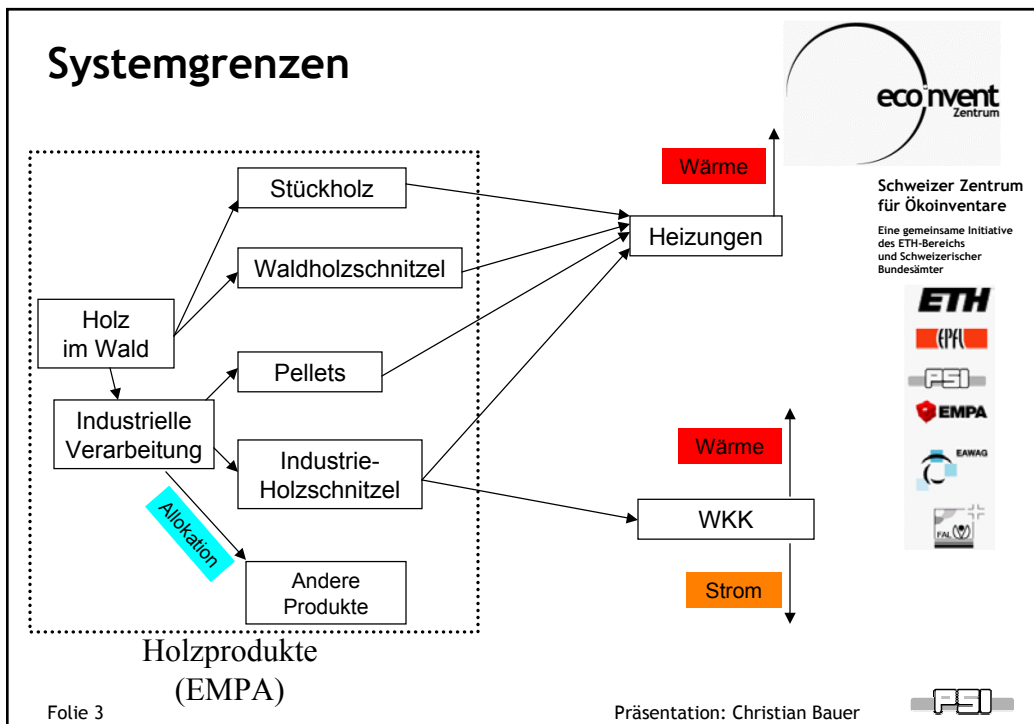 Systemgrenzen
eco invent
Zentrum
Schweizer Zentrum
für Ökoinventare
Eine gemeinsame Initiative
des ETH-Bereichs
und Schweizerischer
Bundesämter
ETH
EPFL
PSI
EMPA
EAWAG
FAL
Stückholz
Waldholzschnitzel
Holz
im Wald
Pellets
Industrielle
Verarbeitung
Industrie-
Holzschnitzel
Allokation
Andere
Produkte
Holzprodukte
(EMPA)
Wärme
Heizungen
Wärme
WKK
Strom
Folie 3
Präsentation: Christian Bauer
PSI